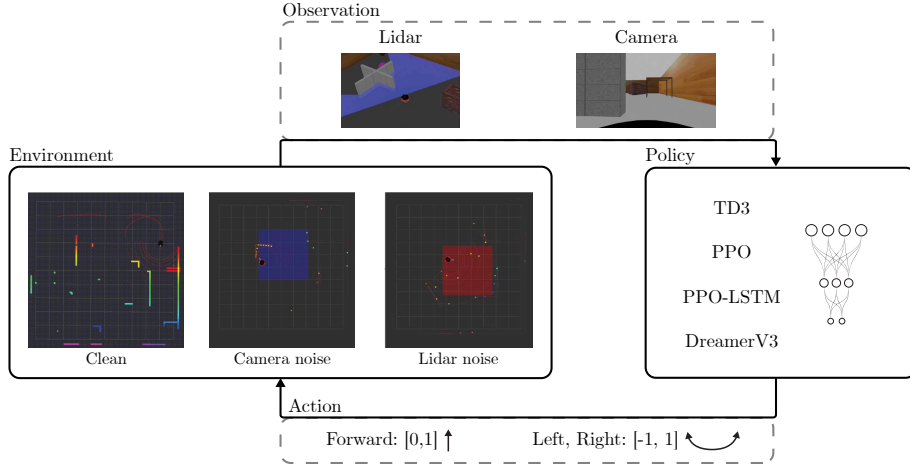 Observation
Lidar
Camera
Environment
Policy
TD3
PPO
PPO-LSTM
DreamerV3
Clean
Camera noise
Lidar noise
Action
Forward: [0,1]
Left, Right: [-1, 1]